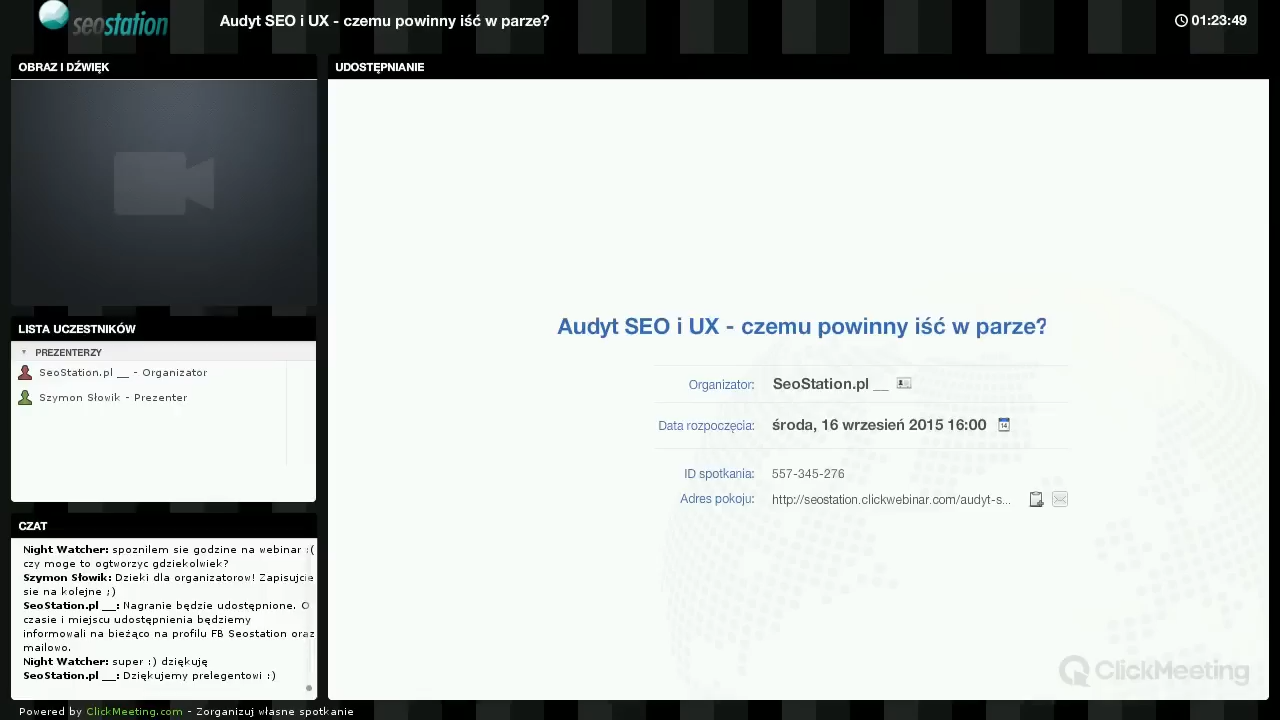 seostation
Audyt SEO i UX - czemu powinny iść w parze?
01:23:49
OBRAZ I DŹWIĘK
UDOSTĘPNIANIE
Audyt SEO i UX - czemu powinny iść w parze?
Organizator: SeoStation.pl __
Data rozpoczęcia: środa, 16 wrzesień 2015 16:00
14
ID spotkania: 557-345-276
Adres pokoju: http://seostation.clickwebinar.com/audyt-s...
LISTA UCZESTNIKÓW
PREZENTERZY
SeoStation.pl __ - Organizator
Szymon Słowik - Prezenter
CZAT
Night Watcher: spoznilem sie godzine na webinar :(
czy moge to ogtworzyc gdziekolwiek?
Szymon Słowik: Dzieki dla organizatorow! Zapisujcie
sie na kolejne ;)
SeoStation.pl __: Nagranie będzie udostępnione. O
czasie i miejscu udostępnienia będziemy
informowali na bieżąco na profilu FB Seostation oraz
mailowo.
Night Watcher: super :) dziękuję
SeoStation.pl __: Dziękujemy prelegentowi :)
ClickMeeting
Powered by ClickMeeting.com - Zorganizuj własne spotkanie